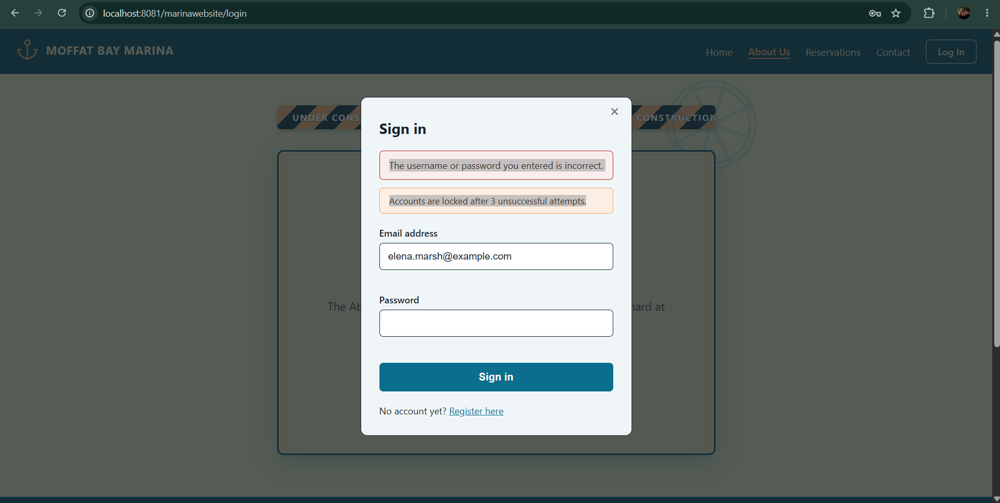 localhost:8081/marinawebsite/login
MOFFAT BAY MARINA
Home
About Us
Reservations
Contact
Log In
UNDER CONS
CONSTRUCTION
Sign in
The username or password you entered is incorrect.
Accounts are locked after 3 unsuccessful attempts.
Email address
elena.marsh@example.com
Password
The Ab
hard at
Sign in
No account yet? Register here